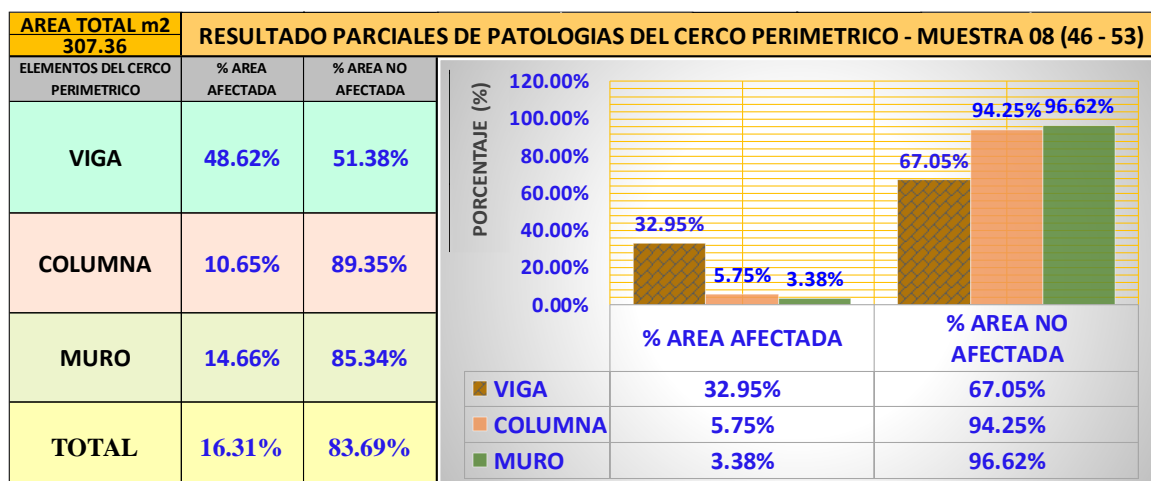 AREA TOTAL m2
307.36
RESULTADO PARCIALES DE PATOLOGIAS DEL CERCO PERIMETRICO - MUESTRA 08 (46 - 53)
ELEMENTOS DEL CERCO PERIMETRICO
% AREA AFECTADA
% AREA NO AFECTADA
VIGA 48.62% 51.38%
COLUMNA 10.65% 89.35%
MURO 14.66% 85.34%
TOTAL 16.31% 83.69%
PORCENTAJE (%)
120.00%
100.00%
80.00%
60.00%
40.00%
20.00%
0.00%
32.95%
5.75%
3.38%
67.05%
94.25%
96.62%
% AREA AFECTADA
% AREA NO
AFECTADA
VIGA 32.95% 67.05%
COLUMNA 5.75% 94.25%
MURO 3.38% 96.62%